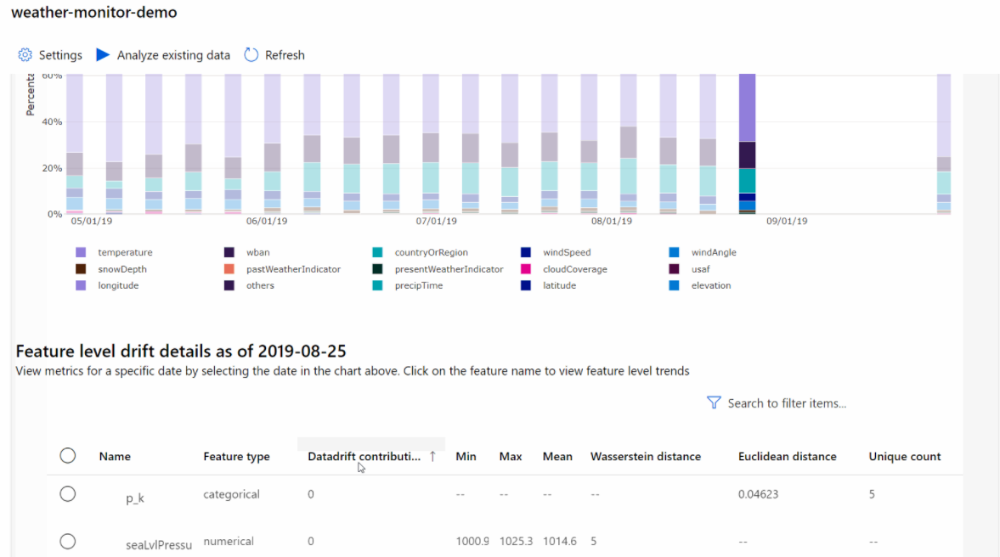 weather-monitor-demo
Settings Analyze existing data Refresh
60%
40%
20%
0%
05/01/19 06/01/19 07/01/19 08/01/19 09/01/19
temperature wban countryOrRegion windSpeed windAngle
snowDepth pastWeatherIndicator presentWeatherIndicator cloudCoverage usaf
longitude others precipTime latitude elevation
Feature level drift details as of 2019-08-25
View metrics for a specific date by selecting the date in the chart above. Click on the feature name to view feature level trends
Search to filter items...
Name Feature type Datadrift contributi... ↑ Min Max Mean Wasserstein distance Euclidean distance Unique count
p_k categorical 0 -- -- -- -- 0.04623 5
seaLvlPressu numerical 0 1000.9 1025.3 1014.6 5 -- --